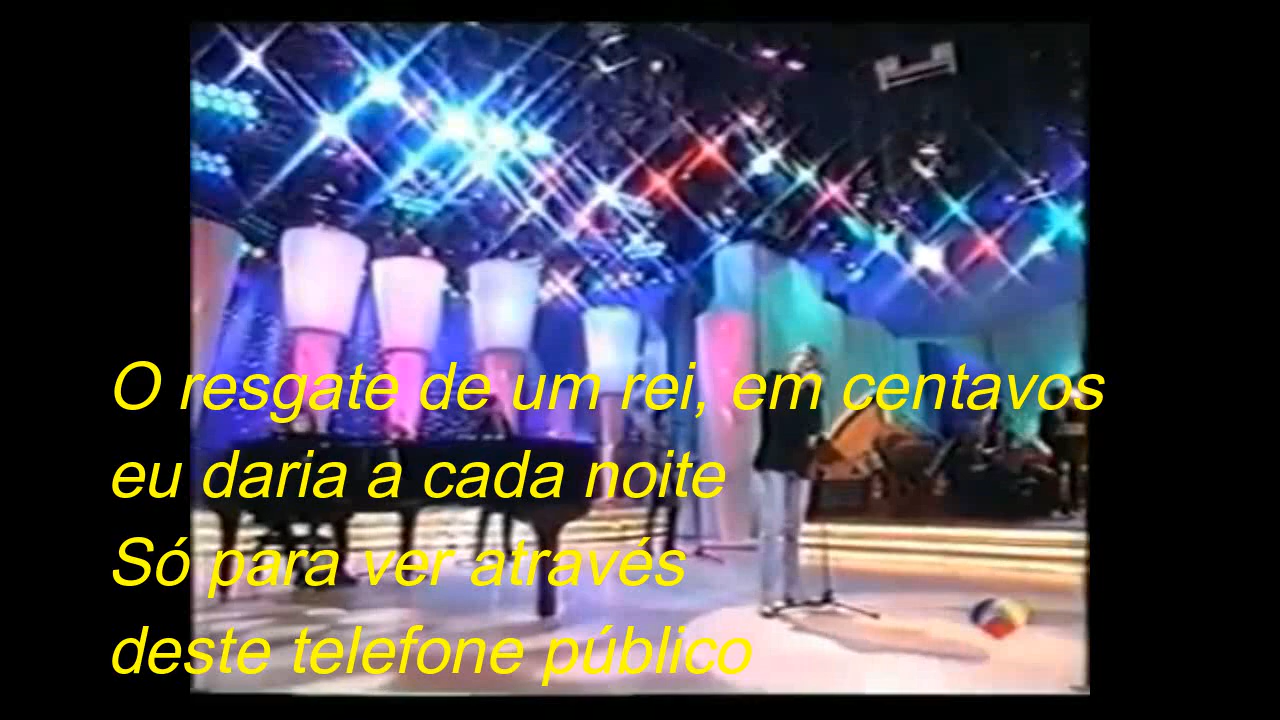 O resgate de um rei, em centavos
eu daria a cada noite
Só para ver através
deste telefone público